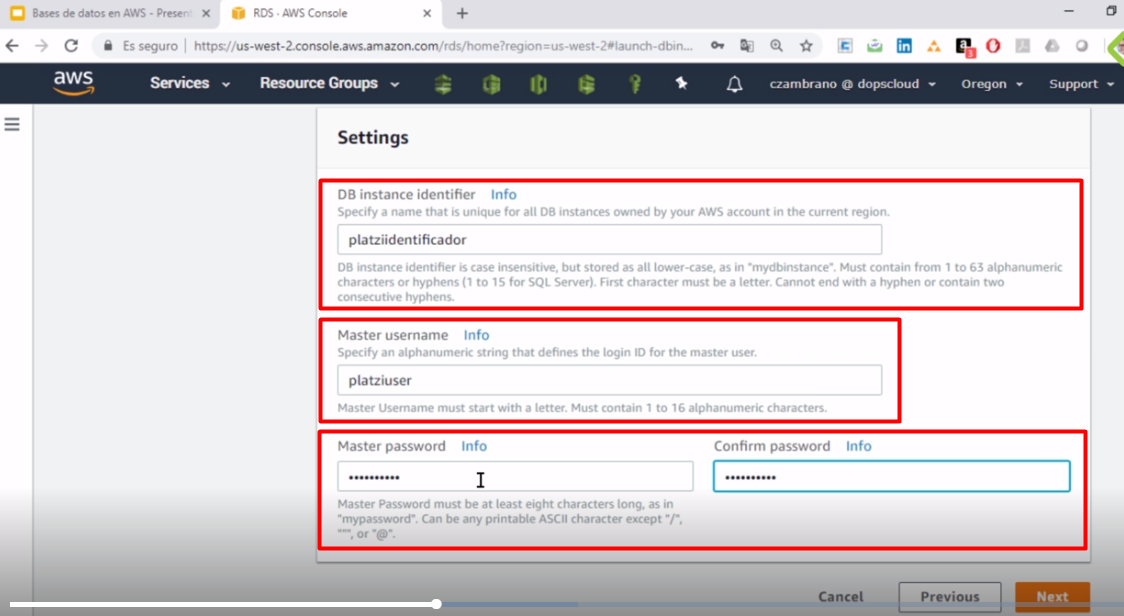 Bases de datos en AWS - Present
RDS · AWS Console
Es seguro
https://us-west-2.console.aws.amazon.com/rds/home?region=us-west-2#launch-dbin...
3
aws
Services
Resource Groups
czambrano @ dopscloud
Oregon
Support
Settings
DB instance identifier Info
Specify a name that is unique for all DB instances owned by your AWS account in the current region.
platziidentificador
DB instance identifier is case insensitive, but stored as all lower-case, as in "mydbinstance". Must contain from 1 to 63 alphanumeric
characters or hyphens (1 to 15 for SQL Server). First character must be a letter. Cannot end with a hyphen or contain two
consecutive hyphens.
Master username Info
Specify an alphanumeric string that defines the login ID for the master user.
platziuser
Master Username must start with a letter. Must contain 1 to 16 alphanumeric characters.
Master password Info
Confirm password Info
••••••••••
••••••••••
Master Password must be at least eight characters long, as in
"mypassword". Can be any printable ASCII character except "/",
""", or "@".
Cancel
Previous
Next